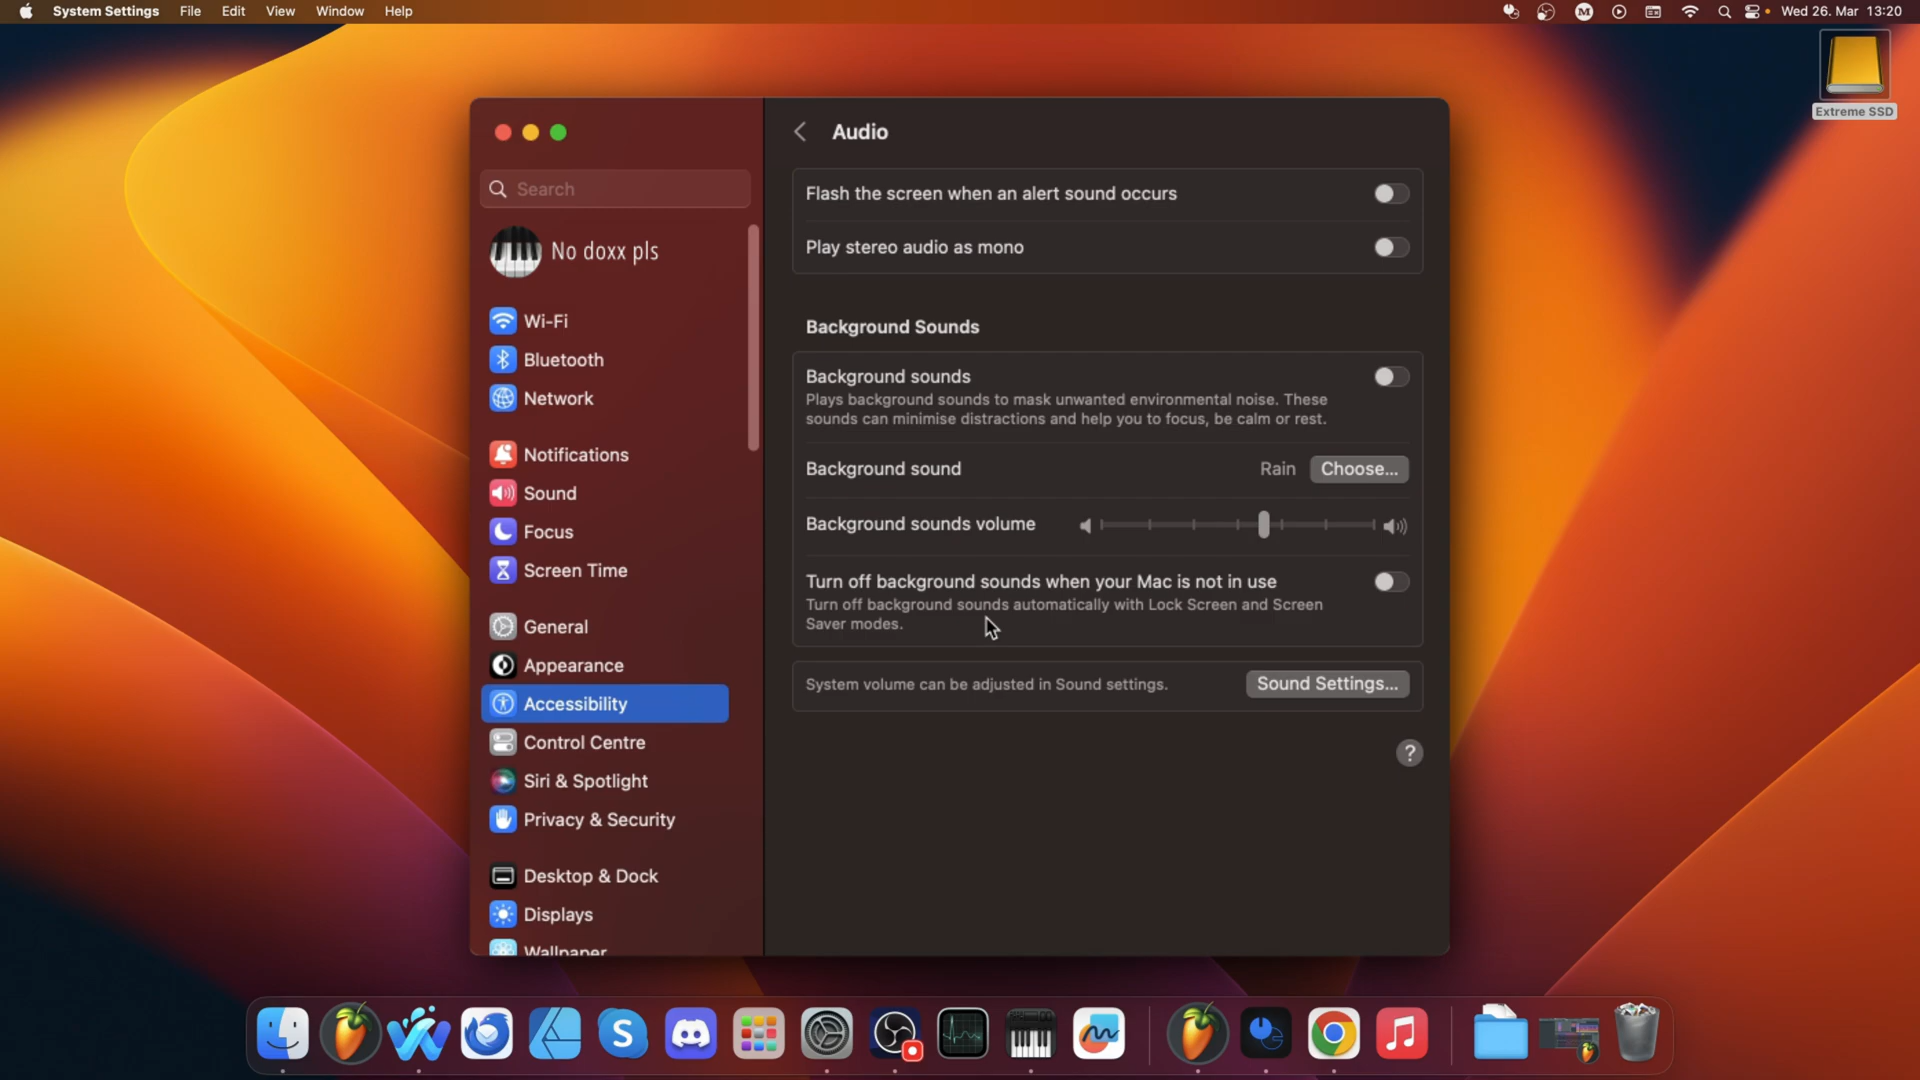 System Settings File Edit View Window Help
Wed 26. Mar 13:20
Extreme SSD
Search
No doxx pls
Wi-Fi
Bluetooth
Network
Notifications
Sound
Focus
Screen Time
General
Appearance
Accessibility
Control Centre
Siri & Spotlight
Privacy & Security
Desktop & Dock
Displays
Wallpaper
Audio
Flash the screen when an alert sound occurs
Play stereo audio as mono
Background Sounds
Background sounds
Plays background sounds to mask unwanted environmental noise. These
sounds can minimise distractions and help you to focus, be calm or rest.
Background sound Rain Choose...
Background sounds volume
Turn off background sounds when your Mac is not in use
Turn off background sounds automatically with Lock Screen and Screen
Saver modes.
System volume can be adjusted in Sound settings. Sound Settings...
?